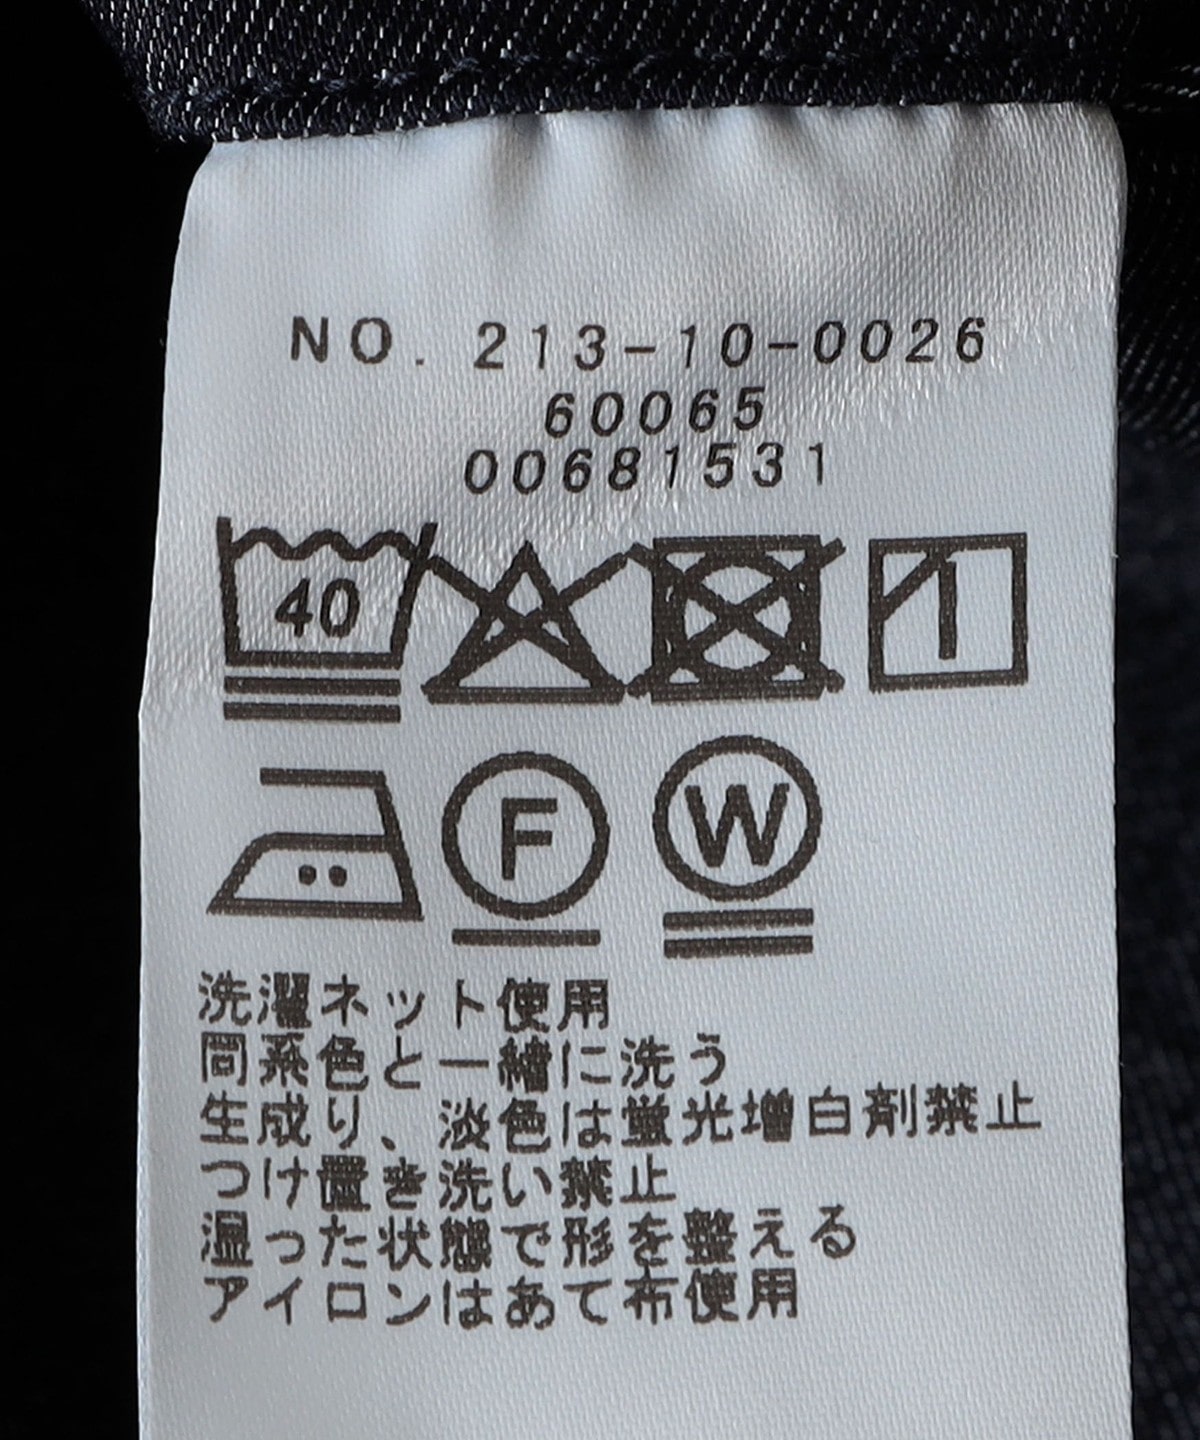 NO. 213-10-0026
60065
00681531
40
F
W
洗濯ネット使用
同系色と一緒に洗う
生成り、淡色は蛍光増白剤禁止
つけ置き洗い禁止
湿った状態で形を整える
アイロンはあて布使用